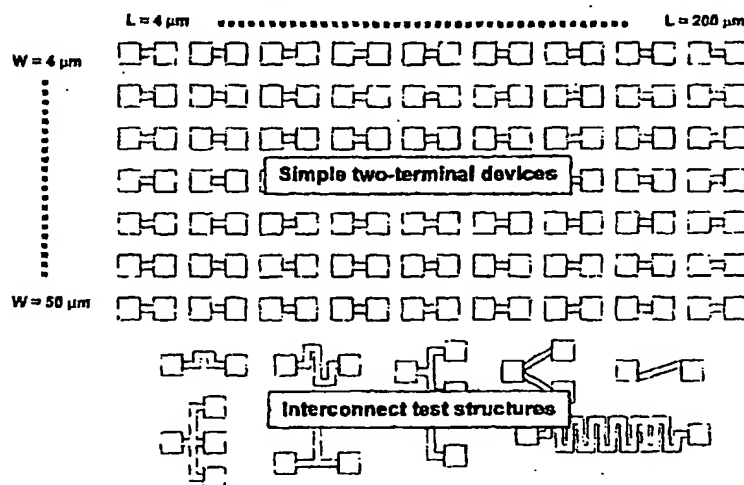 L = 4 µm
L = 200 µm
W = 4 µm
Simple two-terminal devices
W = 50 µm
Interconnect test structures